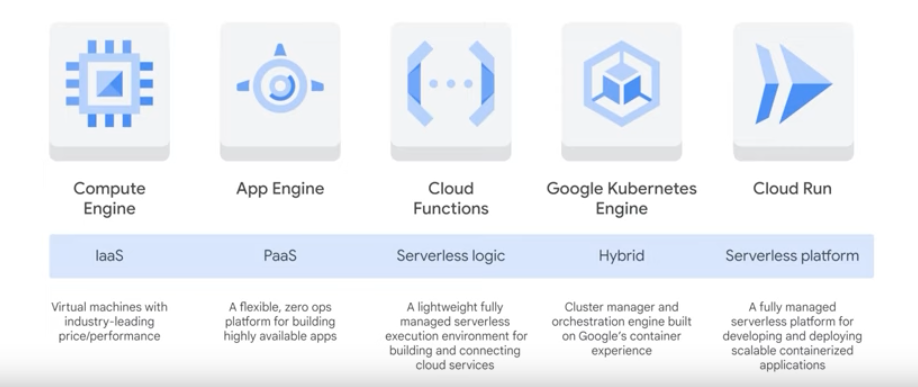 Compute
Engine
App Engine
Cloud
Functions
Google Kubernetes
Engine
Cloud Run
IaaS
PaaS
Serverless logic
Hybrid
Serverless platform
Virtual machines with
industry-leading
price/performance
A flexible, zero ops
platform for building
highly available apps
A lightweight fully
managed serverless
execution environment for
building and connecting
cloud services
Cluster manager and
orchestration engine built
on Google's container
experience
A fully managed
serverless platform for
developing and deploying
scalable containerized
applications